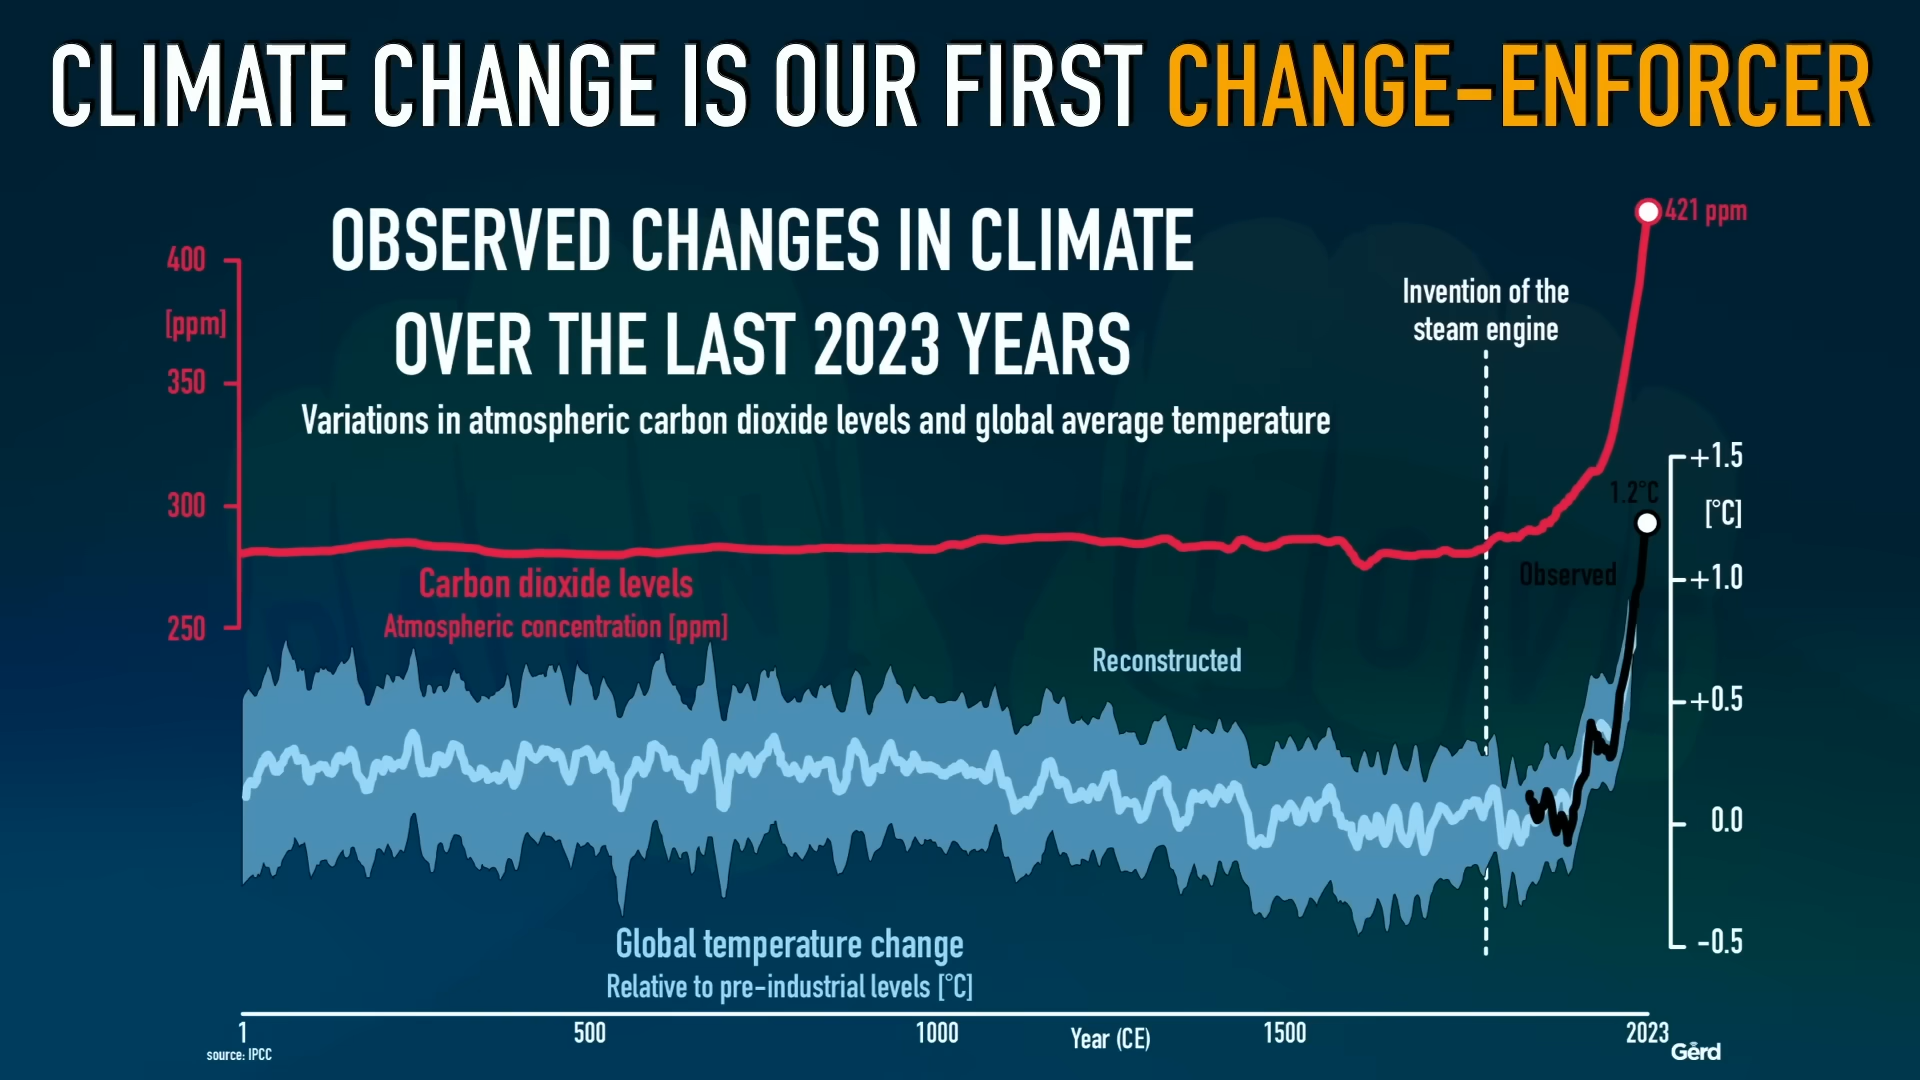 CLIMATE CHANGE IS OUR FIRST CHANGE-ENFORCER
OBSERVED CHANGES IN CLIMATE
OVER THE LAST 2023 YEARS
Variations in atmospheric carbon dioxide levels and global average temperature
400
[ppm]
350
300
250
421 ppm
Invention of the
steam engine
+1.5
1.2°C
[°C]
Observed
+1.0
Carbon dioxide levels
Atmospheric concentration [ppm]
Reconstructed
+0.5
0.0
-0.5
Global temperature change
Relative to pre-industrial levels [°C]
1 500 1000 Year (CE) 1500 2023
source: IPCC
Gerd